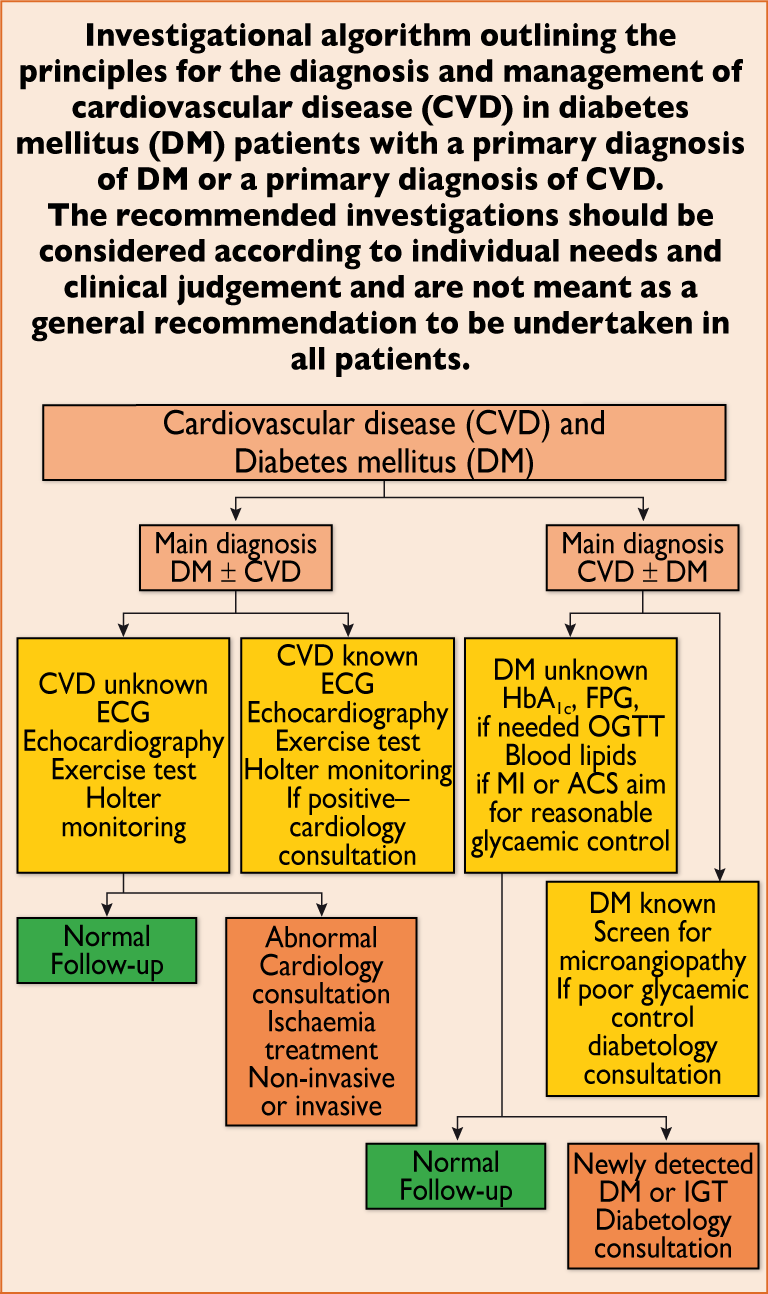 Investigational algorithm outlining the
principles for the diagnosis and management of
cardiovascular disease (CVD) in diabetes
mellitus (DM) patients with a primary diagnosis
of DM or a primary diagnosis of CVD.
The recommended investigations should be
considered according to individual needs and
clinical judgement and are not meant as a
general recommendation to be undertaken in
all patients.
Cardiovascular disease (CVD) and
Diabetes mellitus (DM)
Main diagnosis
DM ± CVD
Main diagnosis
CVD ± DM
CVD unknown
ECG
Echocardiography
Exercise test
Holter
monitoring
CVD known
ECG
Echocardiography
Exercise test
Holter monitoring
If positive–
cardiology
consultation
DM unknown
HbA1c, FPG,
if needed OGTT
Blood lipids
if MI or ACS aim
for reasonable
glycaemic control
DM known
Screen for
microangiopathy
If poor glycaemic
control
diabetology
consultation
Normal
Follow-up
Abnormal
Cardiology
consultation
Ischaemia
treatment
Non-invasive
or invasive
Normal
Follow-up
Newly detected
DM or IGT
Diabetology
consultation